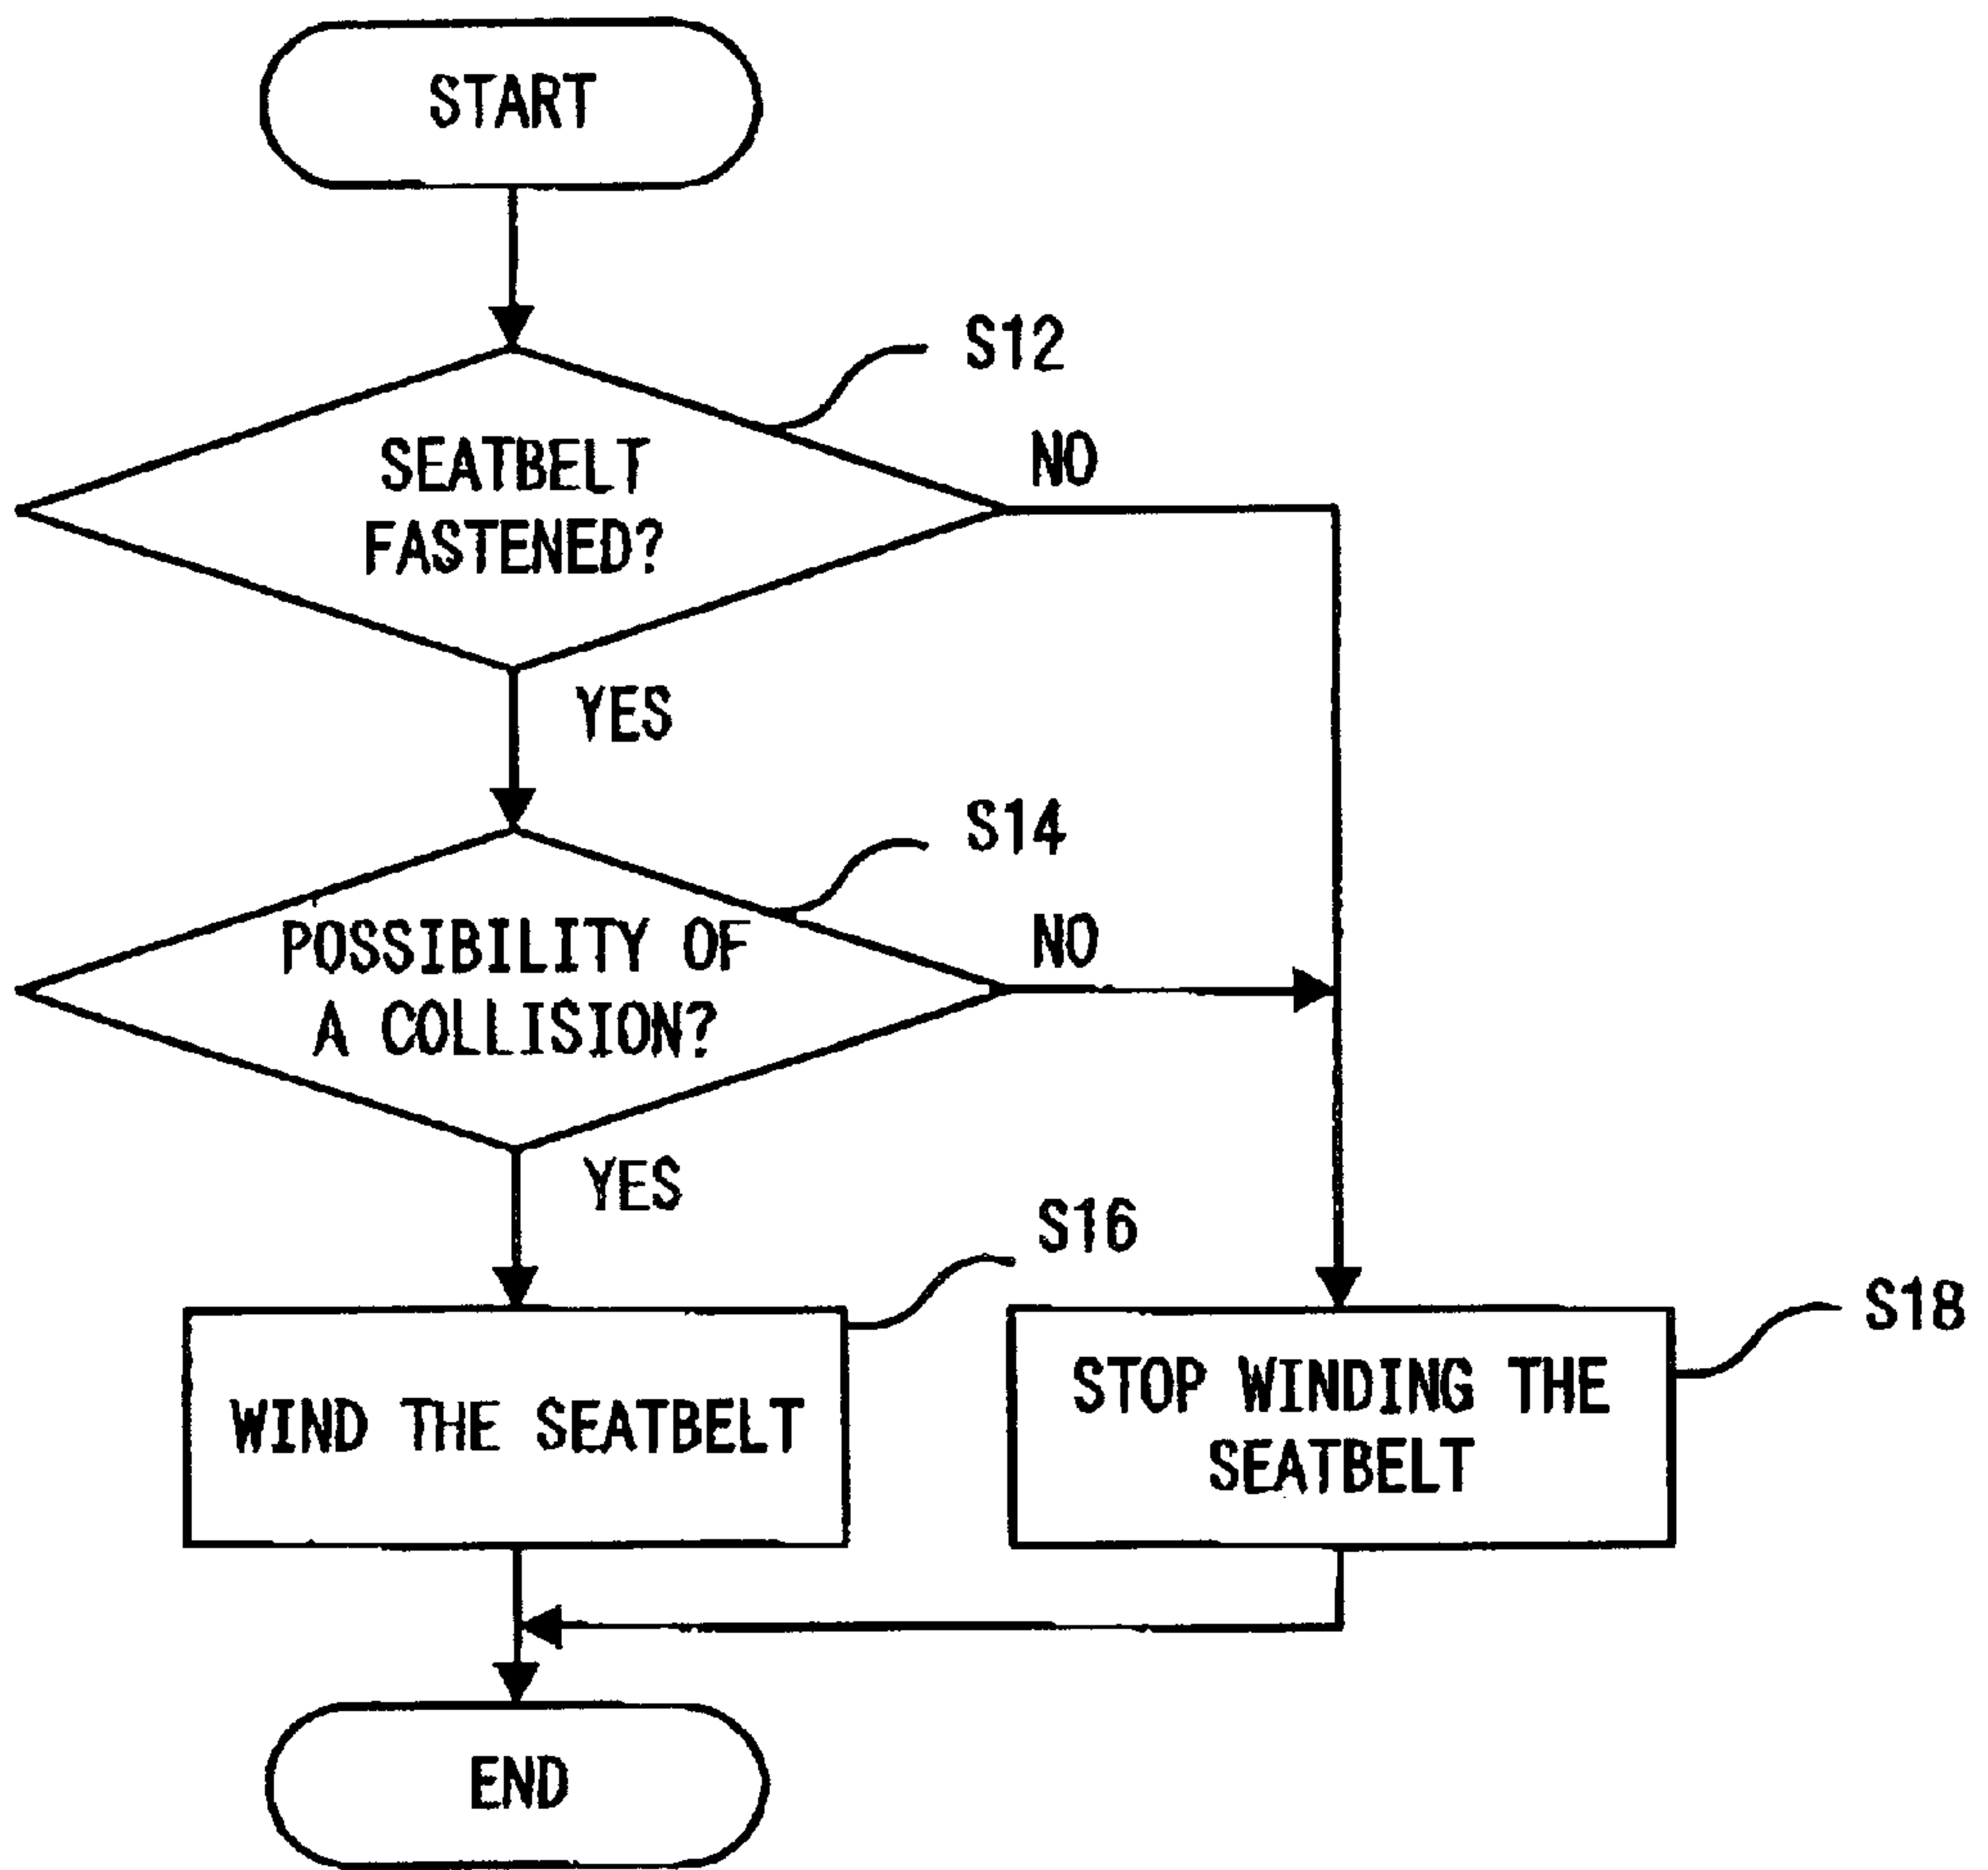 START
S12
SEATBELT
FASTENED?
NO
YES
S14
POSSIBILITY OF
A COLLISION?
NO
YES
S16
WIND THE SEATBELT
S18
STOP WINDING THE
SEATBELT
END